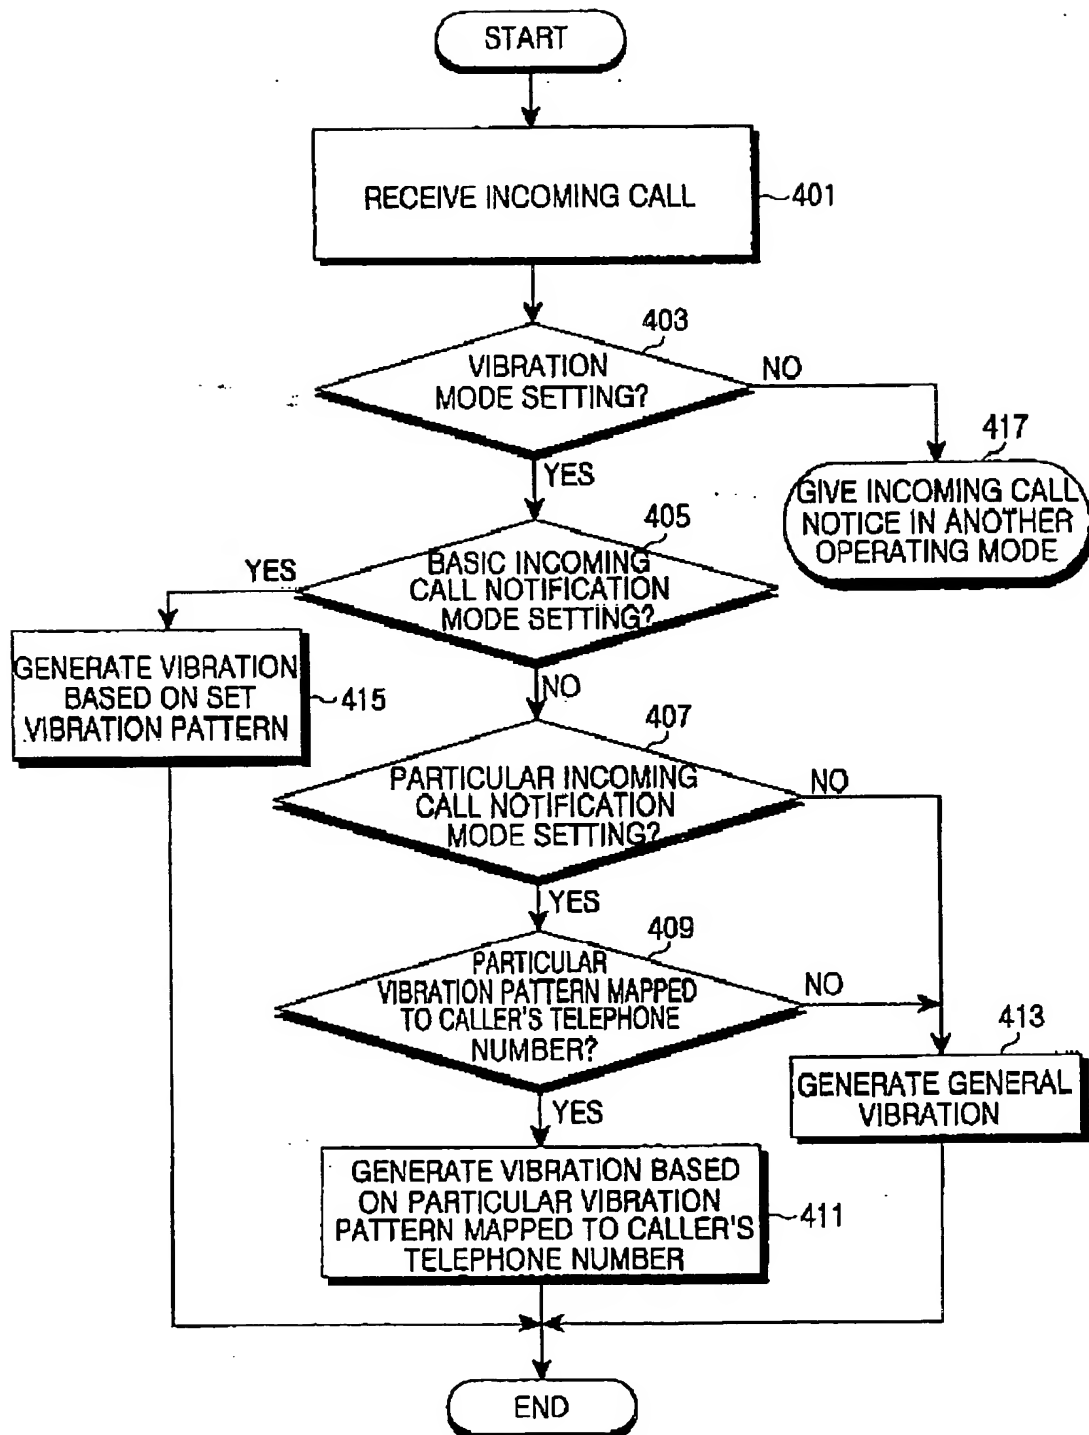 START
RECEIVE INCOMING CALL
401
403
VIBRATION
MODE SETTING?
NO
YES
417
GIVE INCOMING CALL
NOTICE IN ANOTHER
OPERATING MODE
405
BASIC INCOMING
CALL NOTIFICATION
MODE SETTING?
YES
NO
GENERATE VIBRATION
BASED ON SET
VIBRATION PATTERN
415
407
PARTICULAR INCOMING
CALL NOTIFICATION
MODE SETTING?
NO
YES
409
PARTICULAR
VIBRATION PATTERN MAPPED
TO CALLER'S TELEPHONE
NUMBER?
NO
YES
413
GENERATE GENERAL
VIBRATION
GENERATE VIBRATION BASED
ON PARTICULAR VIBRATION
PATTERN MAPPED TO CALLER'S
TELEPHONE NUMBER
411
END